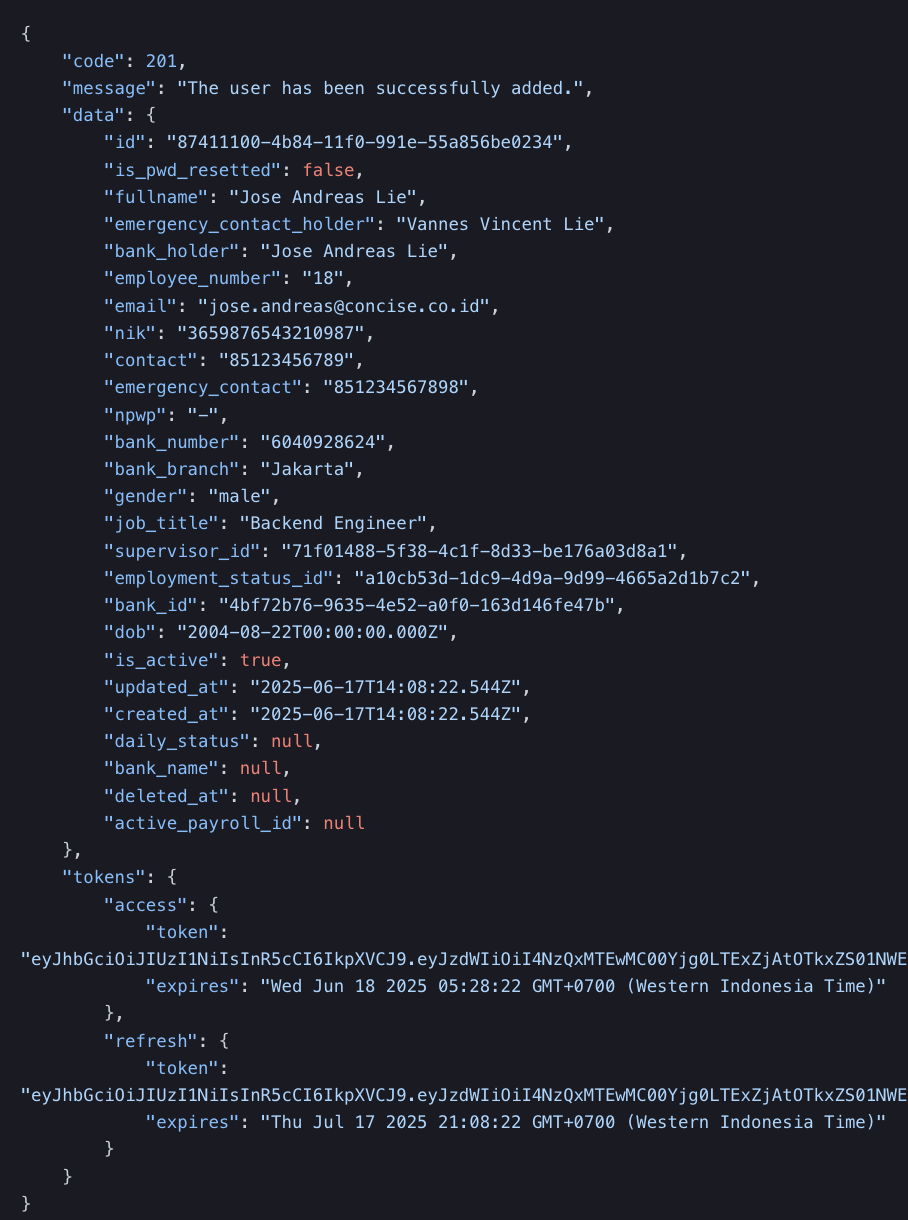 {
    "code": 201,
    "message": "The user has been successfully added.",
    "data": {
        "id": "87411100-4b84-11f0-991e-55a856be0234",
        "is_pwd_resetted": false,
        "fullname": "Jose Andreas Lie",
        "emergency_contact_holder": "Vannes Vincent Lie",
        "bank_holder": "Jose Andreas Lie",
        "employee_number": "18",
        "email": "jose.andreas@concise.co.id",
        "nik": "3659876543210987",
        "contact": "85123456789",
        "emergency_contact": "851234567898",
        "npwp": "-",
        "bank_number": "6040928624",
        "bank_branch": "Jakarta",
        "gender": "male",
        "job_title": "Backend Engineer",
        "supervisor_id": "71f01488-5f38-4c1f-8d33-be176a03d8a1",
        "employment_status_id": "a10cb53d-1dc9-4d9a-9d99-4665a2d1b7c2",
        "bank_id": "4bf72b76-9635-4e52-a0f0-163d146fe47b",
        "dob": "2004-08-22T00:00:00.000Z",
        "is_active": true,
        "updated_at": "2025-06-17T14:08:22.544Z",
        "created_at": "2025-06-17T14:08:22.544Z",
        "daily_status": null,
        "bank_name": null,
        "deleted_at": null,
        "active_payroll_id": null
    },
    "tokens": {
        "access": {
            "token":
"eyJhbGciOiJIUzI1NiIsInR5cCI6IkpXVCJ9.eyJzdWIiOiI4NzQxMTEwMC00Yjg0LTExZjAtOTkxZS01NWE
            "expires": "Wed Jun 18 2025 05:28:22 GMT+0700 (Western Indonesia Time)"
        },
        "refresh": {
            "token":
"eyJhbGciOiJIUzI1NiIsInR5cCI6IkpXVCJ9.eyJzdWIiOiI4NzQxMTEwMC00Yjg0LTExZjAtOTkxZS01NWE
            "expires": "Thu Jul 17 2025 21:08:22 GMT+0700 (Western Indonesia Time)"
        }
    }
}